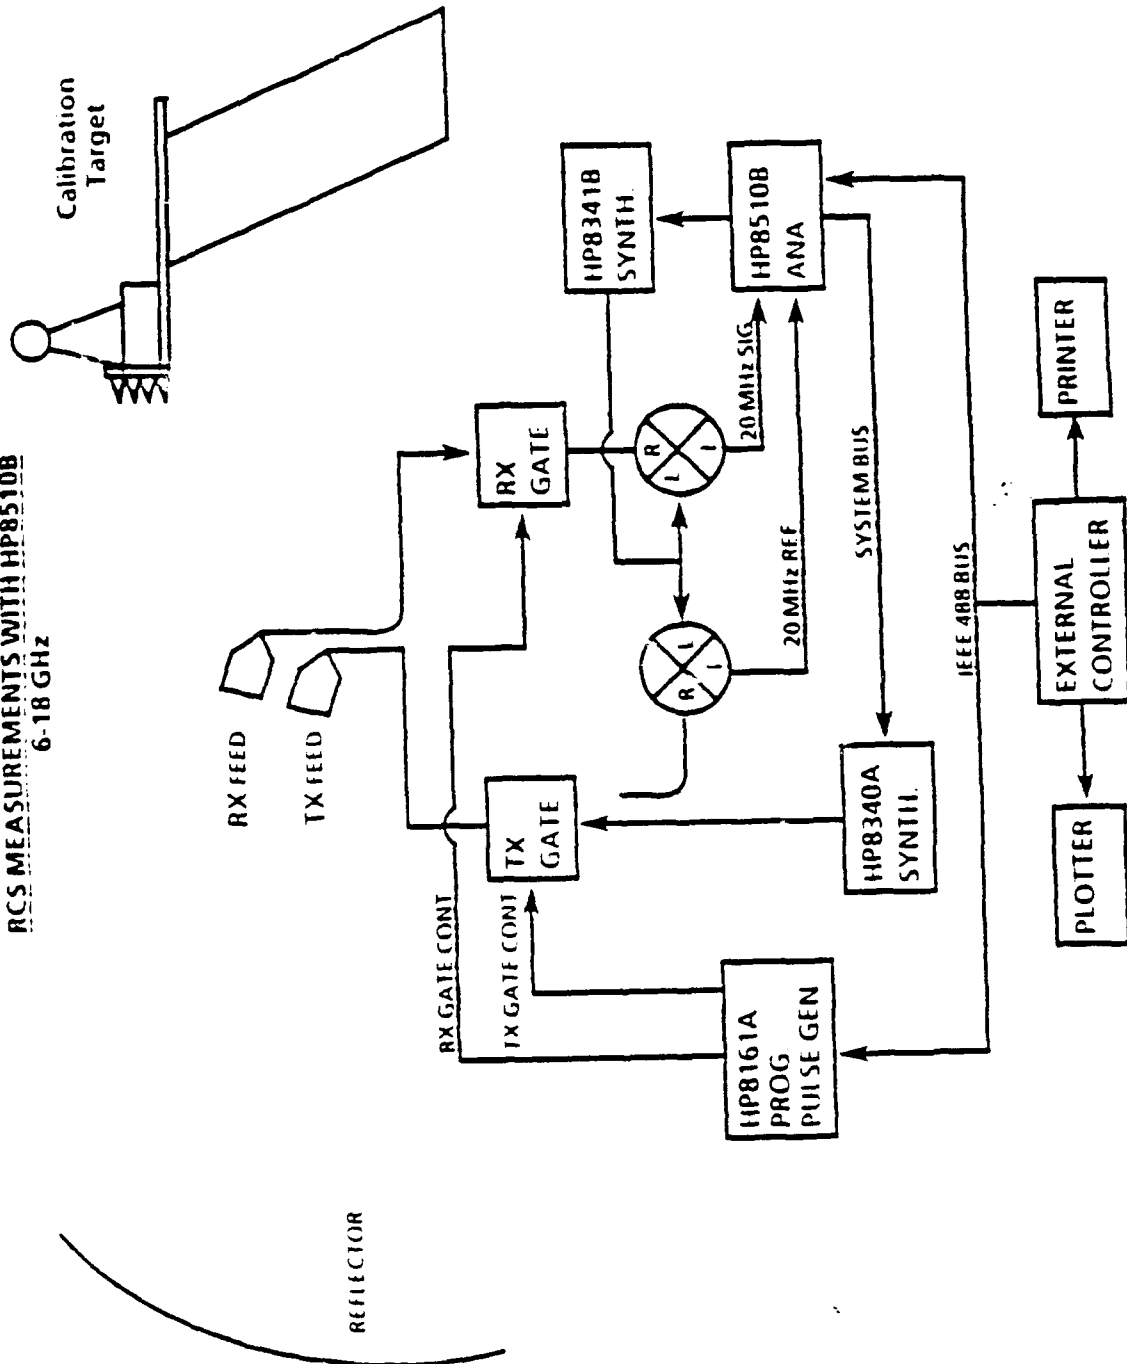 RCS MEASUREMENTS WITH HP8510B
6-18 GHz
Calibration
Target
REFLECTOR
RX FEED
TX FEED
RX GATE CONT
TX GATE CONT
TX
GATE
RX
GATE
R
L
I
R
L
I
HP8341B
SYNTH.
20 MHz SIG
20 MHz REF
HP8161A
PROG
PULSE GEN
HP8340A
SYNTH.
HP8510B
ANA
SYSTEM BUS
IEEE 488 BUS
PLOTTER
EXTERNAL
CONTROLLER
PRINTER